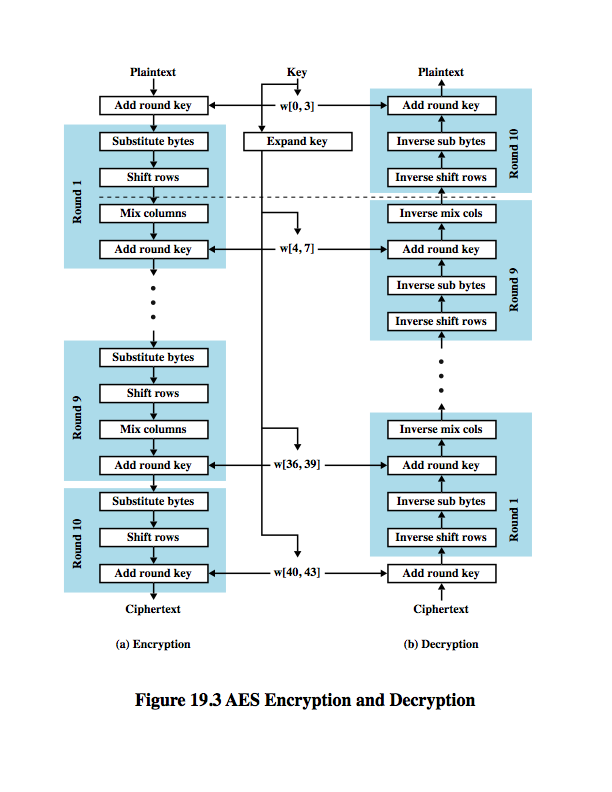 Plaintext
Add round key
Substitute bytes
Shift rows
Mix columns
Add round key
Round 1
Substitute bytes
Shift rows
Mix columns
Add round key
Round 9
Substitute bytes
Shift rows
Add round key
Round 10
Ciphertext
(a) Encryption
Key
w[0, 3]
Expand key
w[4, 7]
w[36, 39]
w[40, 43]
Plaintext
Add round key
Inverse sub bytes
Inverse shift rows
Round 10
Inverse mix cols
Add round key
Inverse sub bytes
Inverse shift rows
Round 9
Inverse mix cols
Add round key
Inverse sub bytes
Inverse shift rows
Round 1
Add round key
Ciphertext
(b) Decryption
Figure 19.3 AES Encryption and Decryption